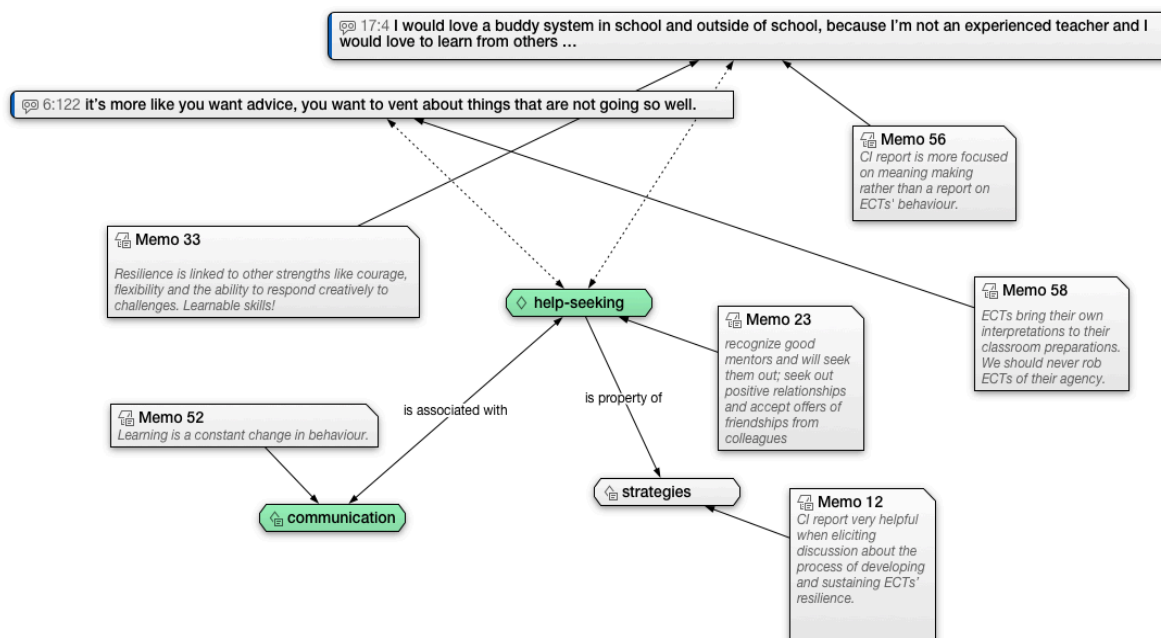 17:4 I would love a buddy system in school and outside of school, because I'm not an experienced teacher and I
would love to learn from others …
6:122 it's more like you want advice, you want to vent about things that are not going so well.
Memo 56
CI report is more focused
on meaning making
rather than a report on
ECTs' behaviour.
Memo 33
Resilience is linked to other strengths like courage,
flexibility and the ability to respond creatively to
challenges. Learnable skills!
help-seeking
Memo 58
ECTs bring their own
interpretations to their
classroom preparations.
We should never rob
ECTs of their agency.
Memo 23
recognize good
mentors and will seek
them out; seek out
positive relationships
and accept offers of
friendships from
colleagues
is associated with
is property of
Memo 52
Learning is a constant change in behaviour.
communication
strategies
Memo 12
CI report very helpful
when eliciting
discussion about the
process of developing
and sustaining ECTs'
resilience.